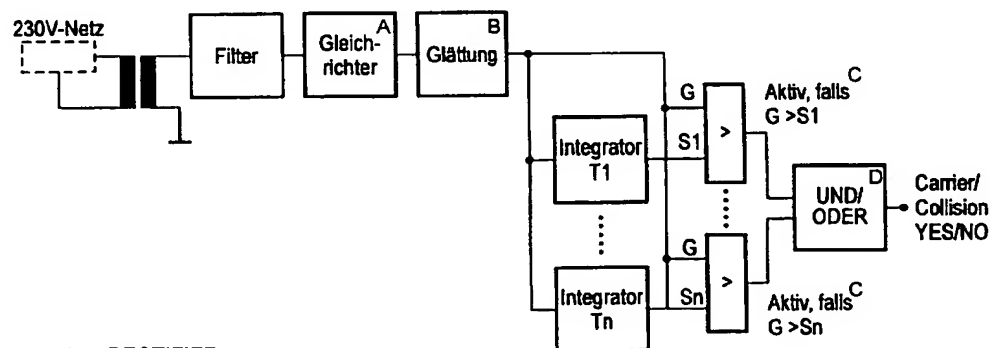 230V-Netz
Filter
A
Gleich-
richter
B
Glättung
G
S1
>
Aktiv, falls C
G >S1
Integrator
T1
G
Sn
>
Aktiv, falls C
G >Sn
Integrator
Tn
D
UND/
ODER
Carrier/
Collision
YES/NO